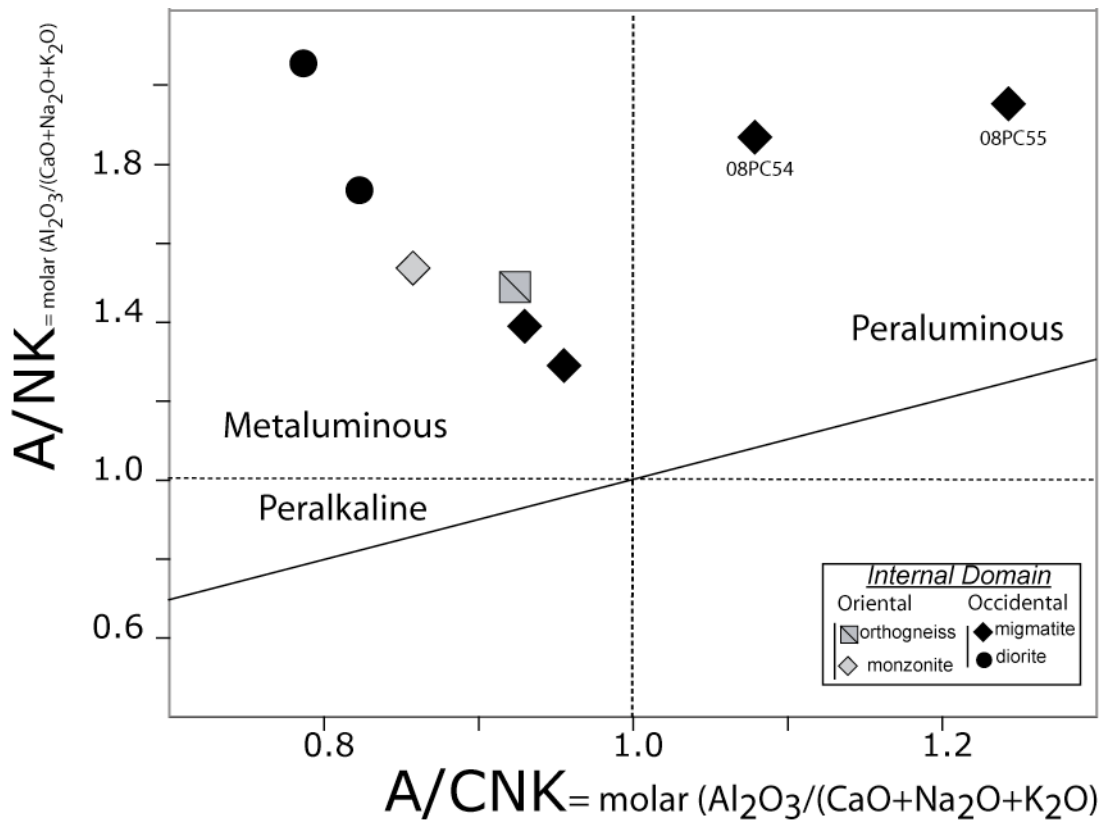 A/NK= molar (Al2O3/(CaO+Na2O+K2O)
1.8
1.4
1.0
0.6
08PC54
08PC55
Peraluminous
Metaluminous
Peralkaline
Internal Domain
Oriental Occidental
orthogneiss migmatite
monzonite diorite
0.8 1.0 1.2
A/CNK= molar (Al2O3/(CaO+Na2O+K2O)